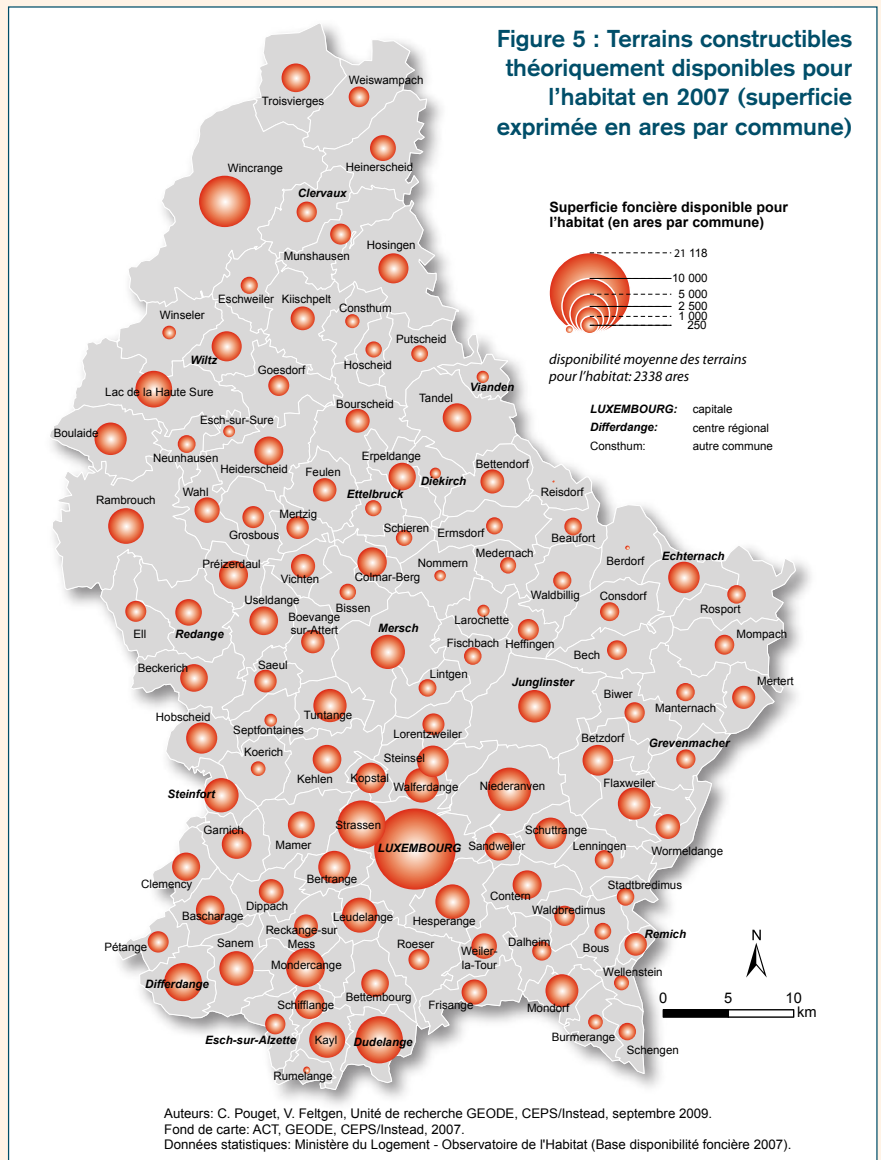 Figure 5 : Terrains constructibles
théoriquement disponibles pour
l'habitat en 2007 (superficie
exprimée en ares par commune)
Superficie foncière disponible pour
l'habitat (en ares par commune)
21 118
10 000
5 000
2 500
1 000
250
disponibilité moyenne des terrains
pour l'habitat: 2338 ares
LUXEMBOURG: capitale
Differdange: centre régional
Consthum: autre commune
Troisvierges
Weiswampach
Heinerscheid
Wincrange
Clervaux
Munshausen
Hosingen
Eschweiler
Kiischpelt
Consthum
Winseler
Wiltz
Hoscheid
Putscheid
Goesdorf
Vianden
Lac de la Haute Sure
Bourscheid
Tandel
Boulaide
Esch-sur-Sure
Neunhausen
Heiderscheid
Feulen
Erpeldange
Diekirch
Bettendorf
Reisdorf
Ettelbruck
Rambrouch
Wahl
Grosbous
Mertzig
Schieren
Ermsdorf
Beaufort
Berdorf
Echternach
Préizerdaul
Vichten
Colmar-Berg
Nommern
Medernach
Waldbillig
Consdorf
Rosport
Bissen
Ell
Redange
Useldange
Boevange
sur-Attert
Mersch
Larochette
Fischbach
Heffingen
Bech
Mompach
Beckerich
Saeul
Lintgen
Junglinster
Biwer
Manternach
Mertert
Hobscheid
Septfontaines
Tuntange
Lorentzweiler
Betzdorf
Grevenmacher
Koerich
Kehlen
Kopstal
Steinsel
Walferdange
Niederanven
Flaxweiler
Steinfort
Garnich
Mamer
Strassen
LUXEMBOURG
Sandweiler
Schuttrange
Lenningen
Wormeldange
Clemency
Bertrange
Stadtbredimus
Dippach
Contern
Bascharage
Reckange-sur
Mess
Leudelange
Hesperange
Waldbredimus
Pétange
Sanem
Mondercange
Roeser
Weiler-
la-Tour
Dalheim
Bous
Remich
Differdange
Schifflange
Bettembourg
Frisange
Mondorf
Wellenstein
Esch-sur-Alzette
Kayl
Dudelange
Burmerange
Schengen
Rumelange
N
0 5 10
km
Auteurs: C. Pouget, V. Feltgen, Unité de recherche GEODE, CEPS/Instead, septembre 2009.
Fond de carte: ACT, GEODE, CEPS/Instead, 2007.
Données statistiques: Ministère du Logement - Observatoire de l'Habitat (Base disponibilité foncière 2007).